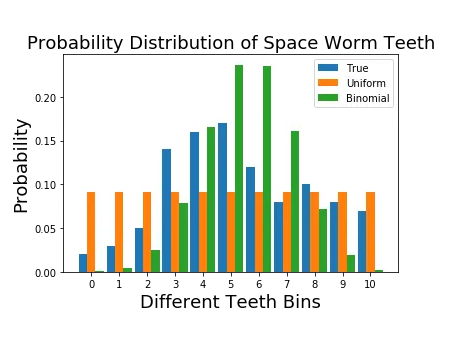 Probability Distribution of Space Worm Teeth
True
Uniform
Binomial
Probability
0.20
0.15
0.10
0.05
0.00
0 1 2 3 4 5 6 7 8 9 10
Different Teeth Bins